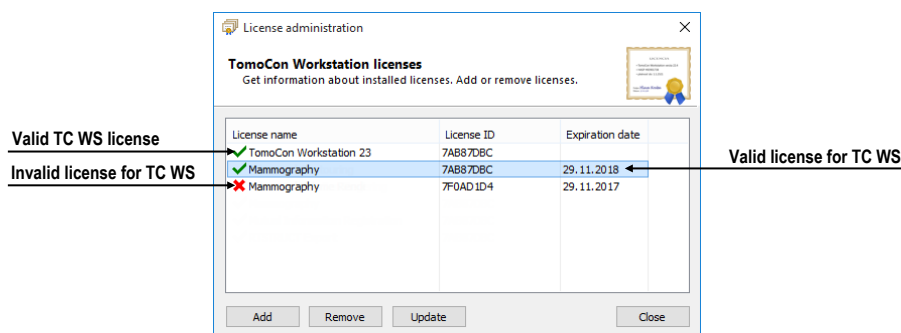 License administration
TomoCon Workstation licenses
Get information about installed licenses. Add or remove licenses.
License name License ID Expiration date
Valid TC WS license
TomoCon Workstation 23 7AB87DBC
Valid license for TC WS
Mammography 7AB87DBC 29.11.2018
Invalid license for TC WS
Mammography 7F0AD1D4 29.11.2017
Add Remove Update Close